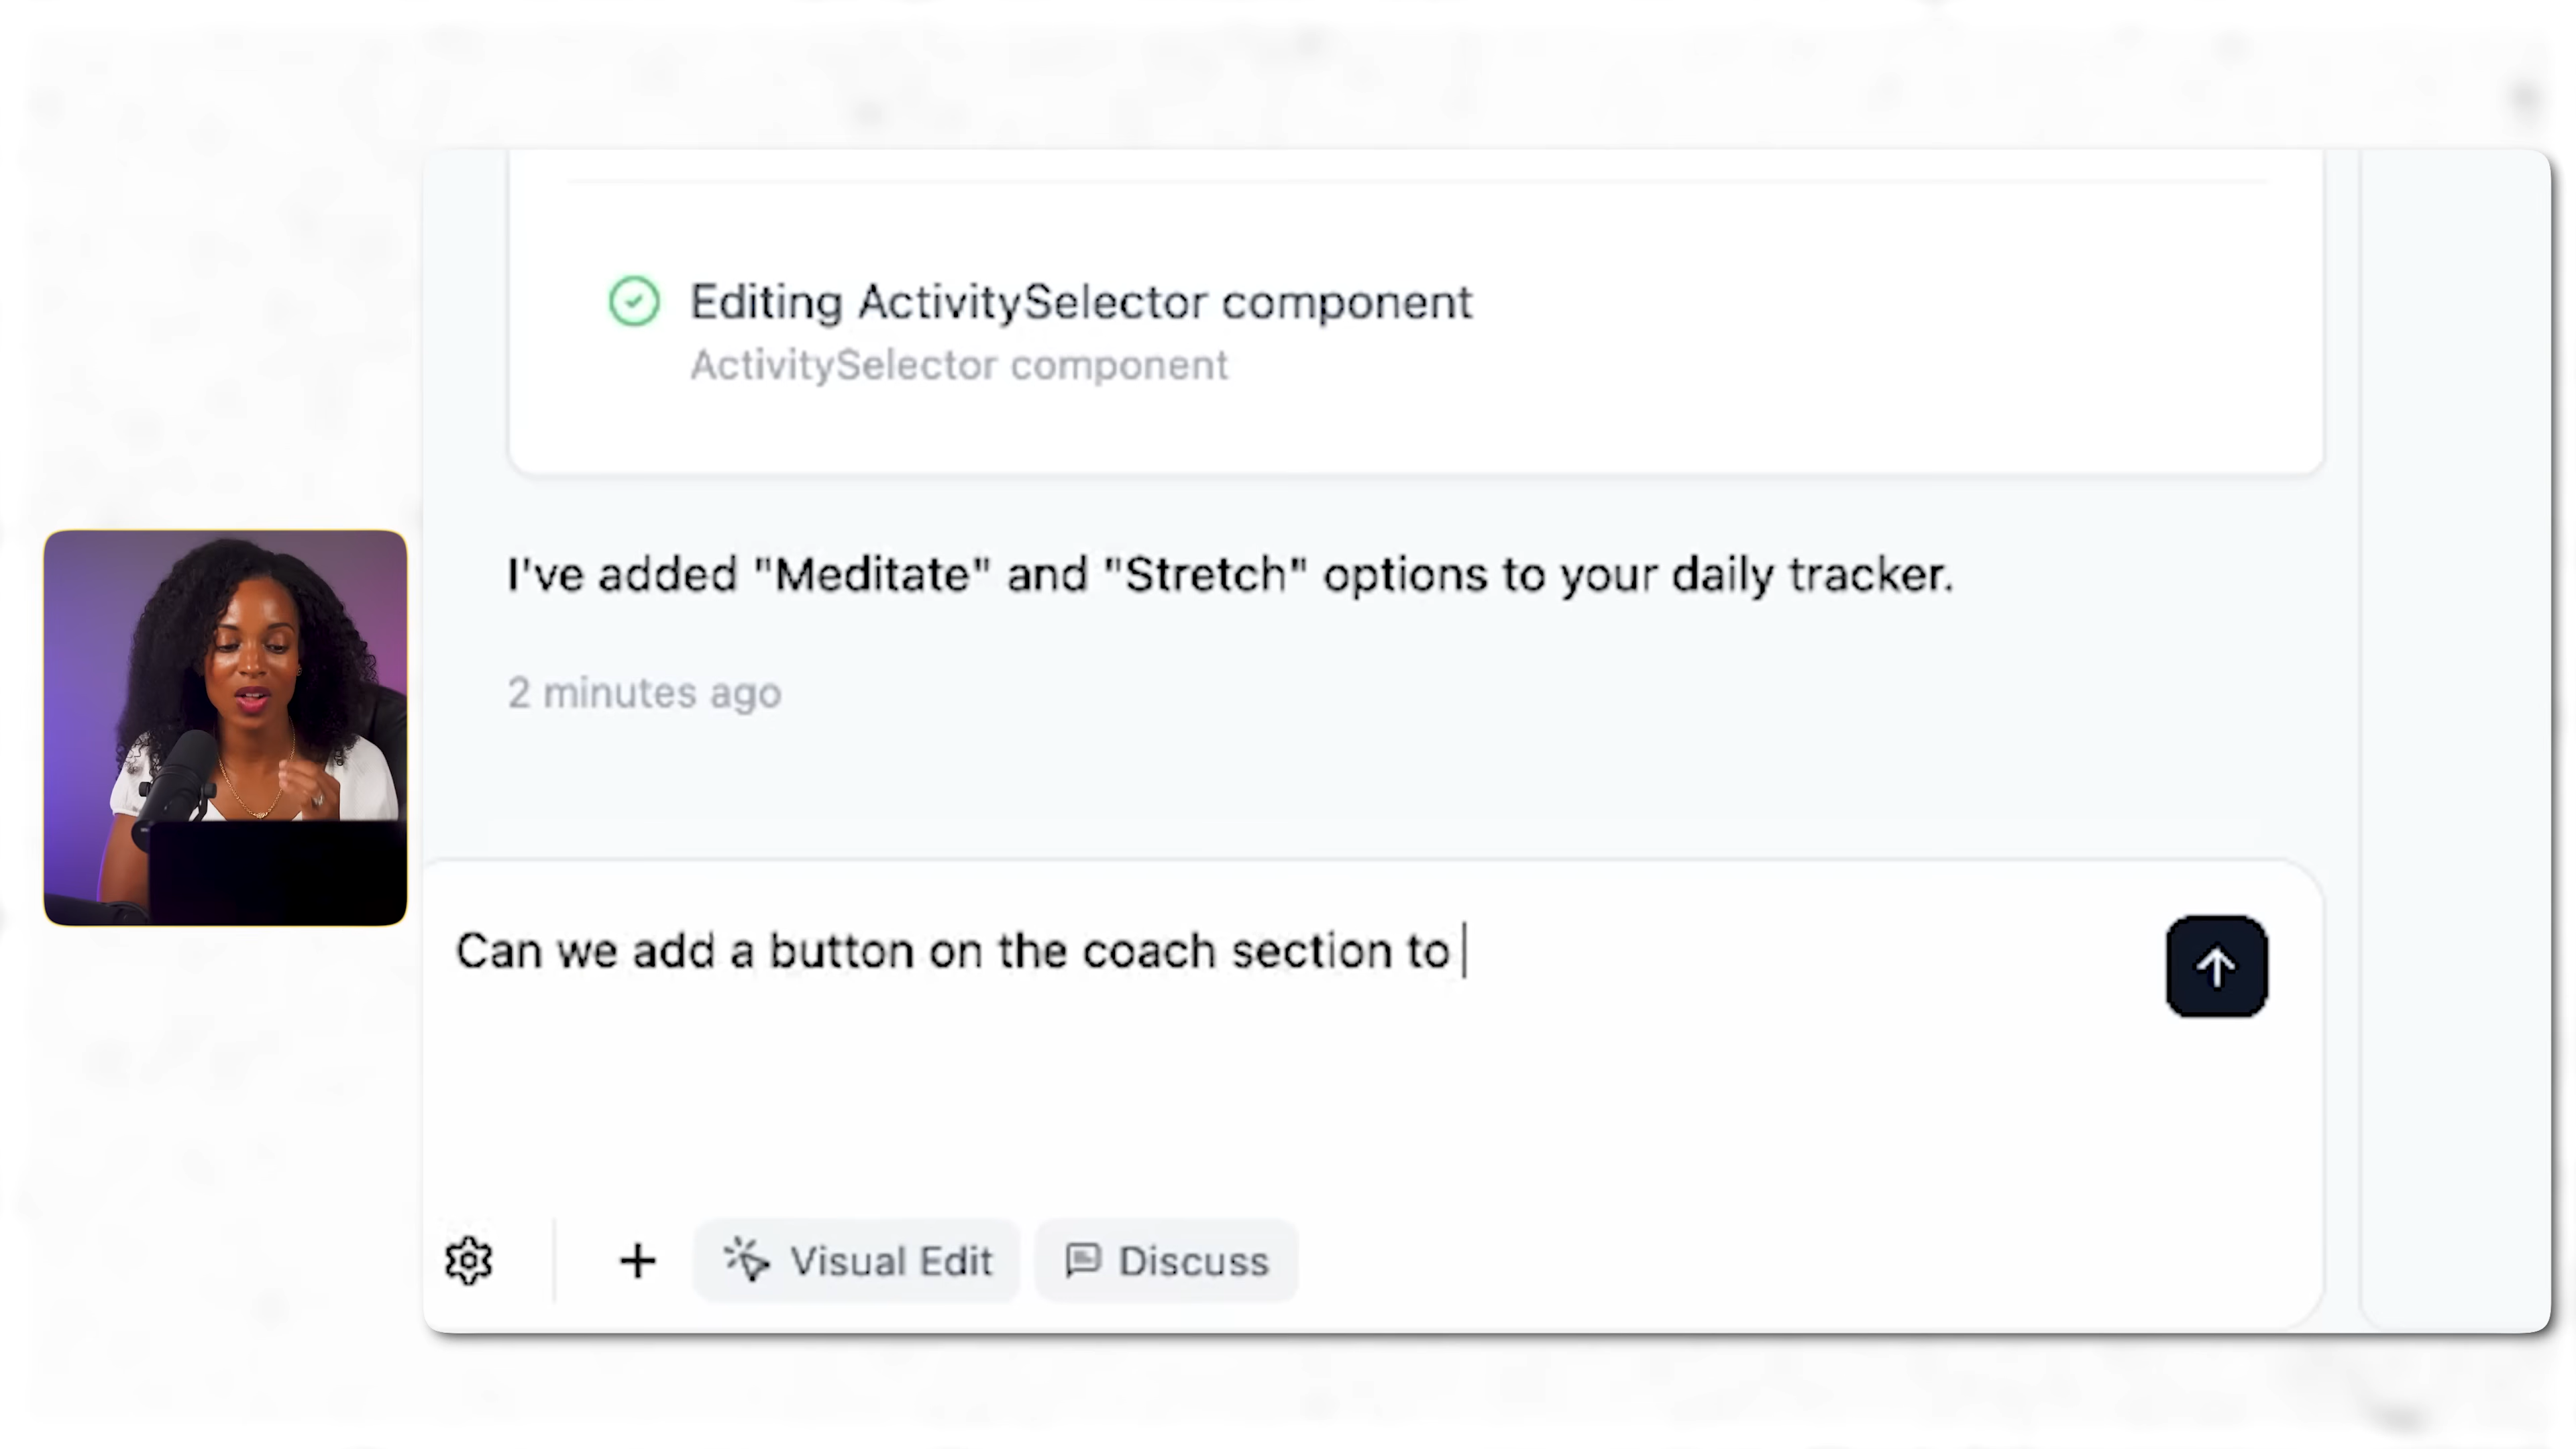 Editing ActivitySelector component
ActivitySelector component
I've added "Meditate" and "Stretch" options to your daily tracker.
2 minutes ago
Can we add a button on the coach section to
Visual Edit
Discuss